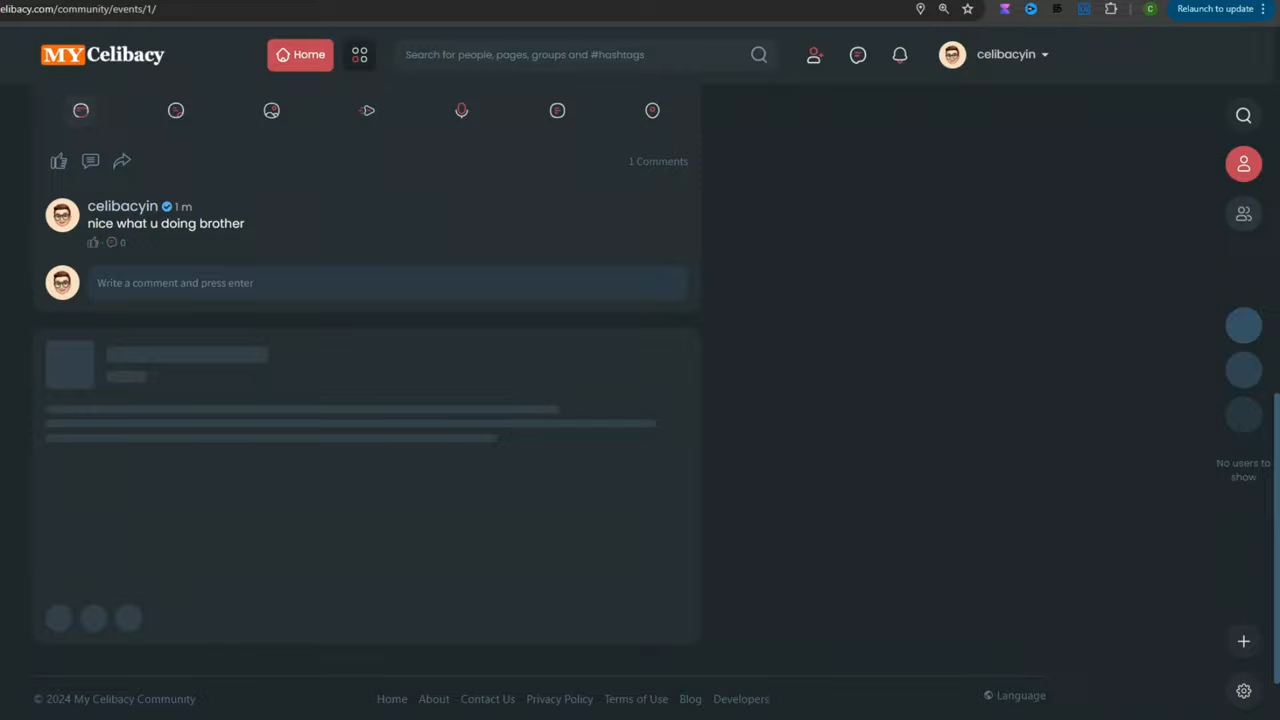 elibacy.com/community/events/1/
Relaunch to update
MY Celibacy
Home
Search for people, pages, groups and #hashtags
celibacyin
1 Comments
celibacyin 1 m
nice what u doing brother
0
Write a comment and press enter
No users to
show
© 2024 My Celibacy Community
Home About Contact Us Privacy Policy Terms of Use Blog Developers
Language